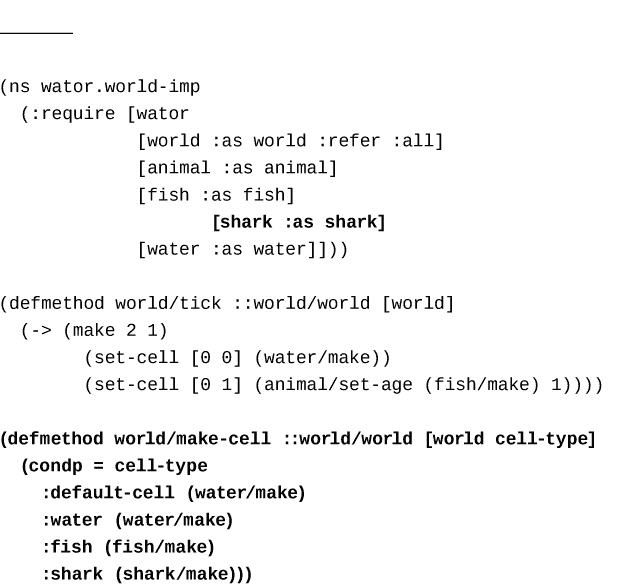 (ns wator.world-imp
(:require [wator
[world :as world :refer :all]
[animal :as animal]
[fish :as fish]
[shark :as shark]
[water :as water]]))
(defmethod world/tick ::world/world [world]
(-> (make 2 1)
(set-cell [0 0] (water/make))
(set-cell [0 1] (animal/set-age (fish/make) 1))))
(defmethod world/make-cell ::world/world [world cell-type]
(condp = cell-type
:default-cell (water/make)
:water (water/make)
:fish (fish/make)
:shark (shark/make)))